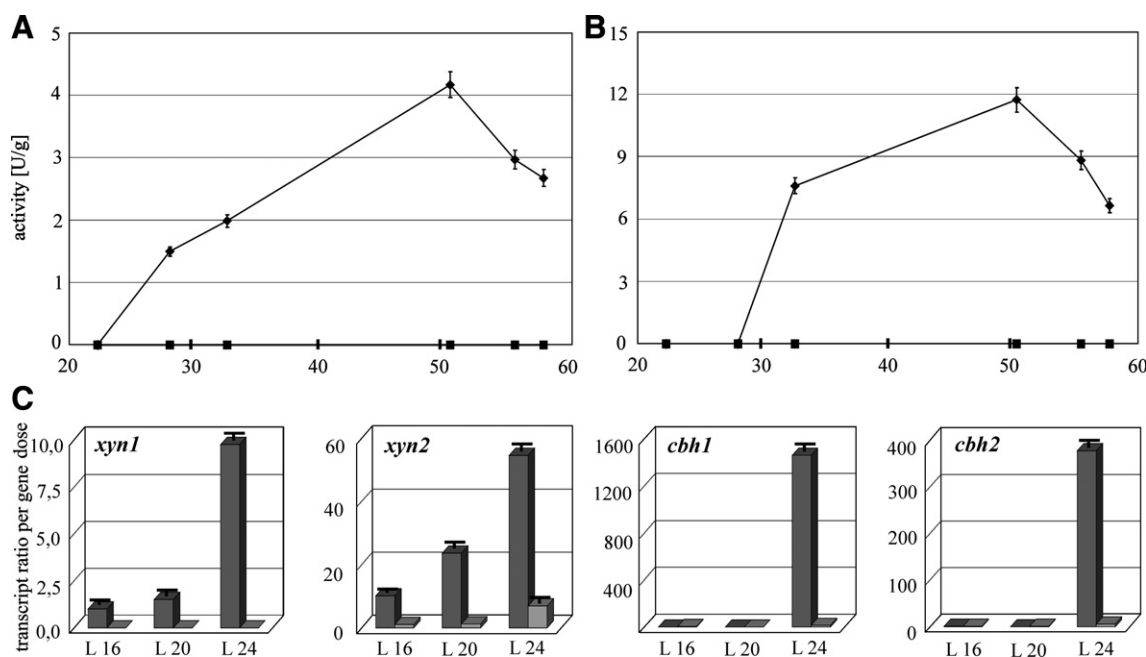 A
B
5
4
3
2
1
0
activity [U/g]
20
30
40
50
60
15
12
9
6
3
0
20
30
40
50
60
C
transcript ratio per gene dose
xyn1
10,0
7,5
5,0
2,5
0,0
L 16
L 20
L 24
xyn2
60
40
20
0
L 16
L 20
L 24
cbh1
1600
1200
800
400
L 16
L 20
L 24
cbh2
400
300
200
100
0
L 16
L 20
L 24